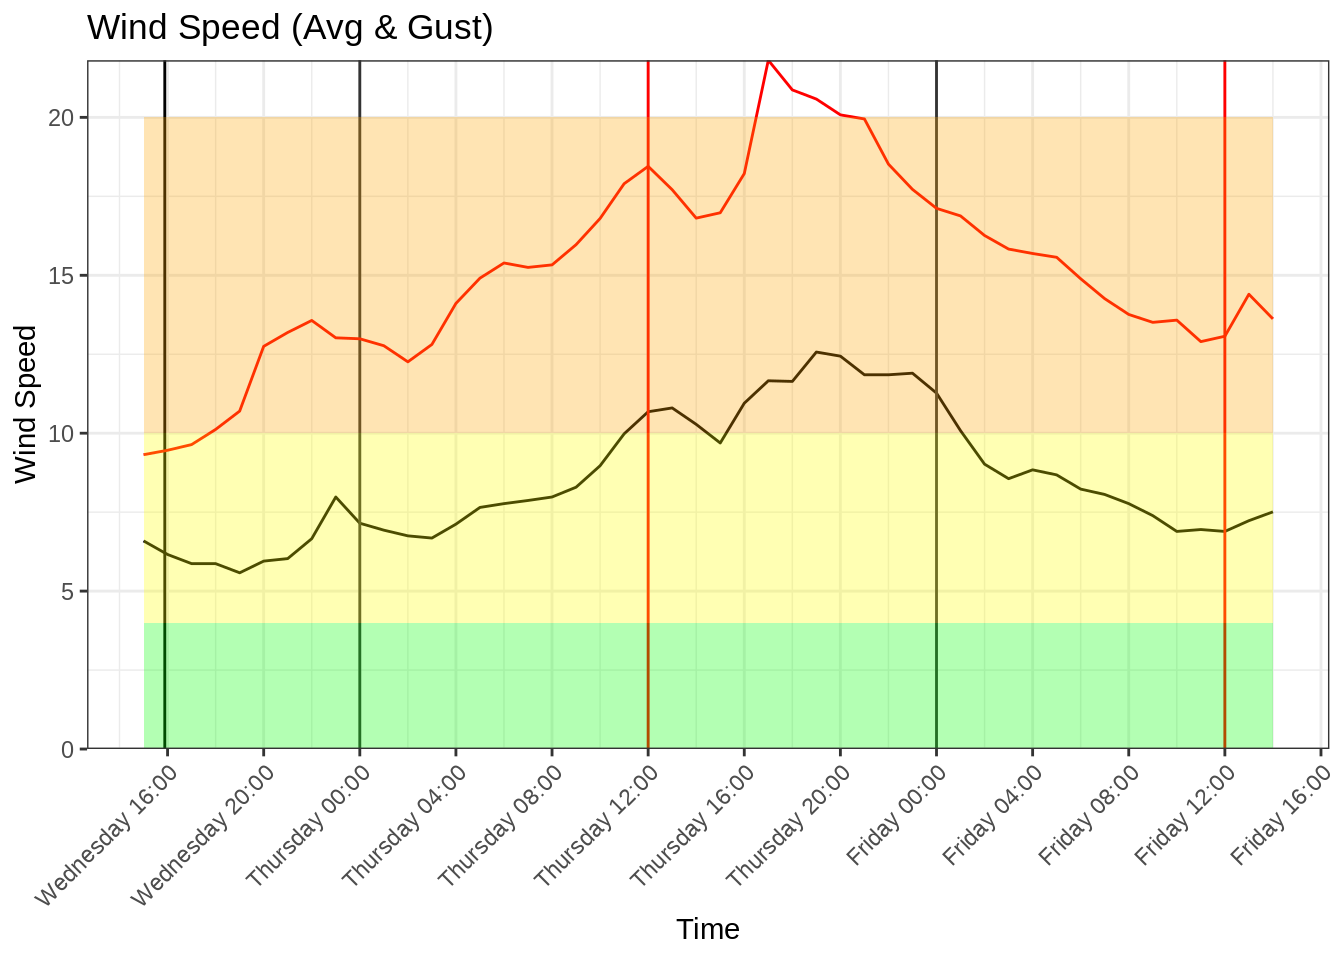 Wind Speed (Avg & Gust)
Wind Speed
20
15
10
5
0
Wednesday 16:00
Wednesday 20:00
Thursday 00:00
Thursday 04:00
Thursday 08:00
Thursday 12:00
Thursday 16:00
Thursday 20:00
Friday 00:00
Friday 04:00
Friday 08:00
Friday 12:00
Friday 16:00
Time